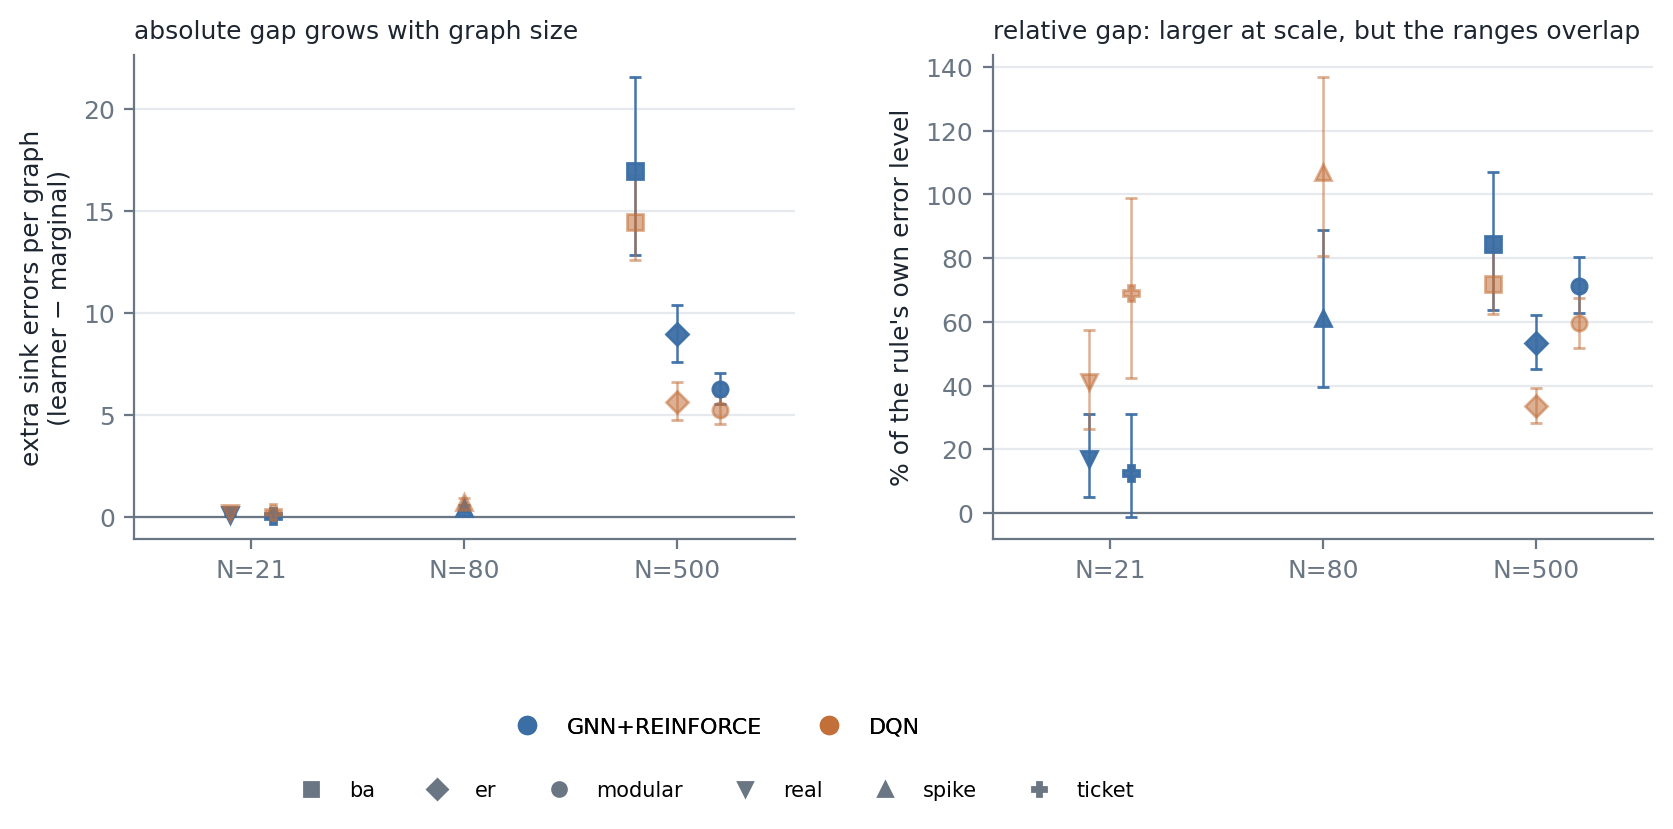 absolute gap grows with graph size
extra sink errors per graph
(learner − marginal)
20
15
10
5
0
N=21
N=80
N=500
relative gap: larger at scale, but the ranges overlap
% of the rule's own error level
140
120
100
80
60
40
20
0
N=21
N=80
N=500
GNN+REINFORCE
DQN
ba
er
modular
real
spike
ticket